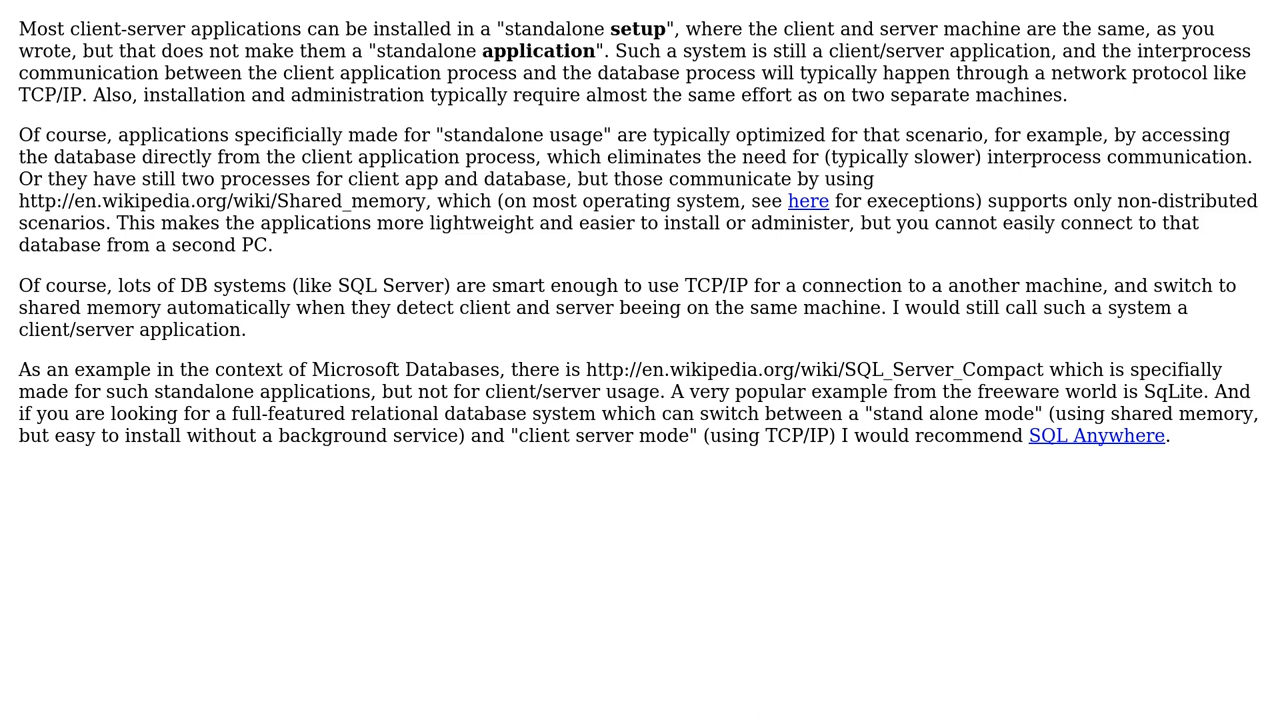 Most client-server applications can be installed in a "standalone setup", where the client and server machine are the same, as you
wrote, but that does not make them a "standalone application". Such a system is still a client/server application, and the interprocess
communication between the client application process and the database process will typically happen through a network protocol like
TCP/IP. Also, installation and administration typically require almost the same effort as on two separate machines.
Of course, applications specificially made for "standalone usage" are typically optimized for that scenario, for example, by accessing
the database directly from the client application process, which eliminates the need for (typically slower) interprocess communication.
Or they have still two processes for client app and database, but those communicate by using
http://en.wikipedia.org/wiki/Shared_memory, which (on most operating system, see here for execeptions) supports only non-distributed
scenarios. This makes the applications more lightweight and easier to install or administer, but you cannot easily connect to that
database from a second PC.
Of course, lots of DB systems (like SQL Server) are smart enough to use TCP/IP for a connection to a another machine, and switch to
shared memory automatically when they detect client and server beeing on the same machine. I would still call such a system a
client/server application.
As an example in the context of Microsoft Databases, there is http://en.wikipedia.org/wiki/SQL_Server_Compact which is specifially
made for such standalone applications, but not for client/server usage. A very popular example from the freeware world is SqLite. And
if you are looking for a full-featured relational database system which can switch between a "stand alone mode" (using shared memory,
but easy to install without a background service) and "client server mode" (using TCP/IP) I would recommend SQL Anywhere.